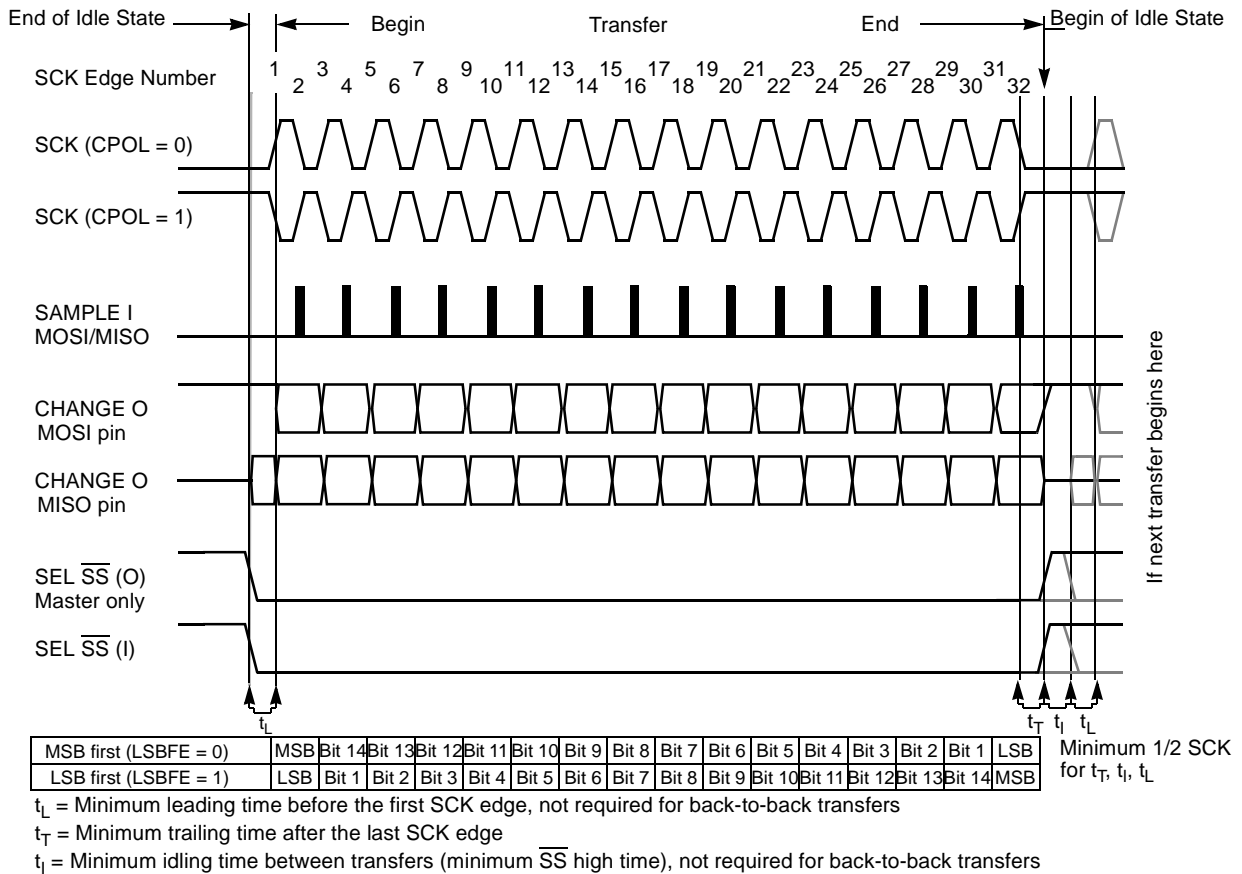 End of Idle State
Begin
Transfer
End
Begin of Idle State
SCK Edge Number
1 3 5 7 9 11 13 15 17 19 21 23 25 27 29 31
2 4 6 8 10 12 14 16 18 20 22 24 26 28 30 32
SCK (CPOL = 0)
SCK (CPOL = 1)
SAMPLE I
MOSI/MISO
CHANGE O
MOSI pin
CHANGE O
MISO pin
SEL S̅S̅ (O)
Master only
SEL S̅S̅ (I)
If next transfer begins here
tL
tT tI tL
MSB first (LSBFE = 0) MSB Bit 14 Bit 13 Bit 12 Bit 11 Bit 10 Bit 9 Bit 8 Bit 7 Bit 6 Bit 5 Bit 4 Bit 3 Bit 2 Bit 1 LSB
LSB first (LSBFE = 1) LSB Bit 1 Bit 2 Bit 3 Bit 4 Bit 5 Bit 6 Bit 7 Bit 8 Bit 9 Bit 10 Bit 11 Bit 12 Bit 13 Bit 14 MSB
Minimum 1/2 SCK
for tT, tI, tL
tL = Minimum leading time before the first SCK edge, not required for back-to-back transfers
tT = Minimum trailing time after the last SCK edge
tI = Minimum idling time between transfers (minimum S̅S̅ high time), not required for back-to-back transfers